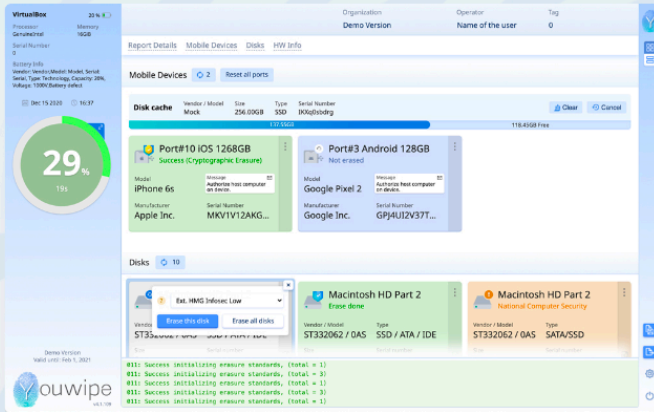 VirtualBox
20 %
Processor
Memory
GenuineIntel
16GB
Serial Number
0
Battery Info
Vendor: Vendor,Model: Model, Serial:
Serial, Type: Technology, Capacity: 20%,
Voltage: 1000V,Battery defect
Dec 15 2020
16:37
29%
19s
Demo Version
Valid until: Feb 1, 2021
Youwipe
Organization
Demo Version
Operator
Name of the user
Tag
0
Report Details
Mobile Devices
Disks
HW Info
Mobile Devices
2
Reset all ports
Disk cache
Vendor / Model
Mock
Size
256.00GB
Type
SSD
Serial Number
Clear
Cancel
137.55GB
118.45GB Free
Port#10 iOS 1268GB
Success (Cryptographic Erasure)
Model
iPhone 6s
Message
Authorize host computer
on device.
Manufacturer
Apple Inc.
Serial Number
MKV1V12AKG...
Port#3 Android 128GB
Not erased
Model
Google Pixel 2
Message
Authorize host computer
on device.
Manufacturer
Google Inc.
Serial Number
GPJ4UI2V37T...
Disks
10
Ext. HMG Infosec Low
Erase this disk
Erase all disks
Macintosh HD Part 2
Erase done
Vendor / Model
ST332062 / 0AS
Type
SSD / ATA / IDE
Macintosh HD Part 2
National Computer Security
Vendor / Model
ST332062 / 0AS
Type
SATA/SSD
011: Success initializing erasure standards, (total = 1)
011: Success initializing erasure standards, (total = 3)
011: Success initializing erasure standards, (total = 1)
011: Success initializing erasure standards, (total = 3)
011: Success initializing erasure standards, (total = 1)